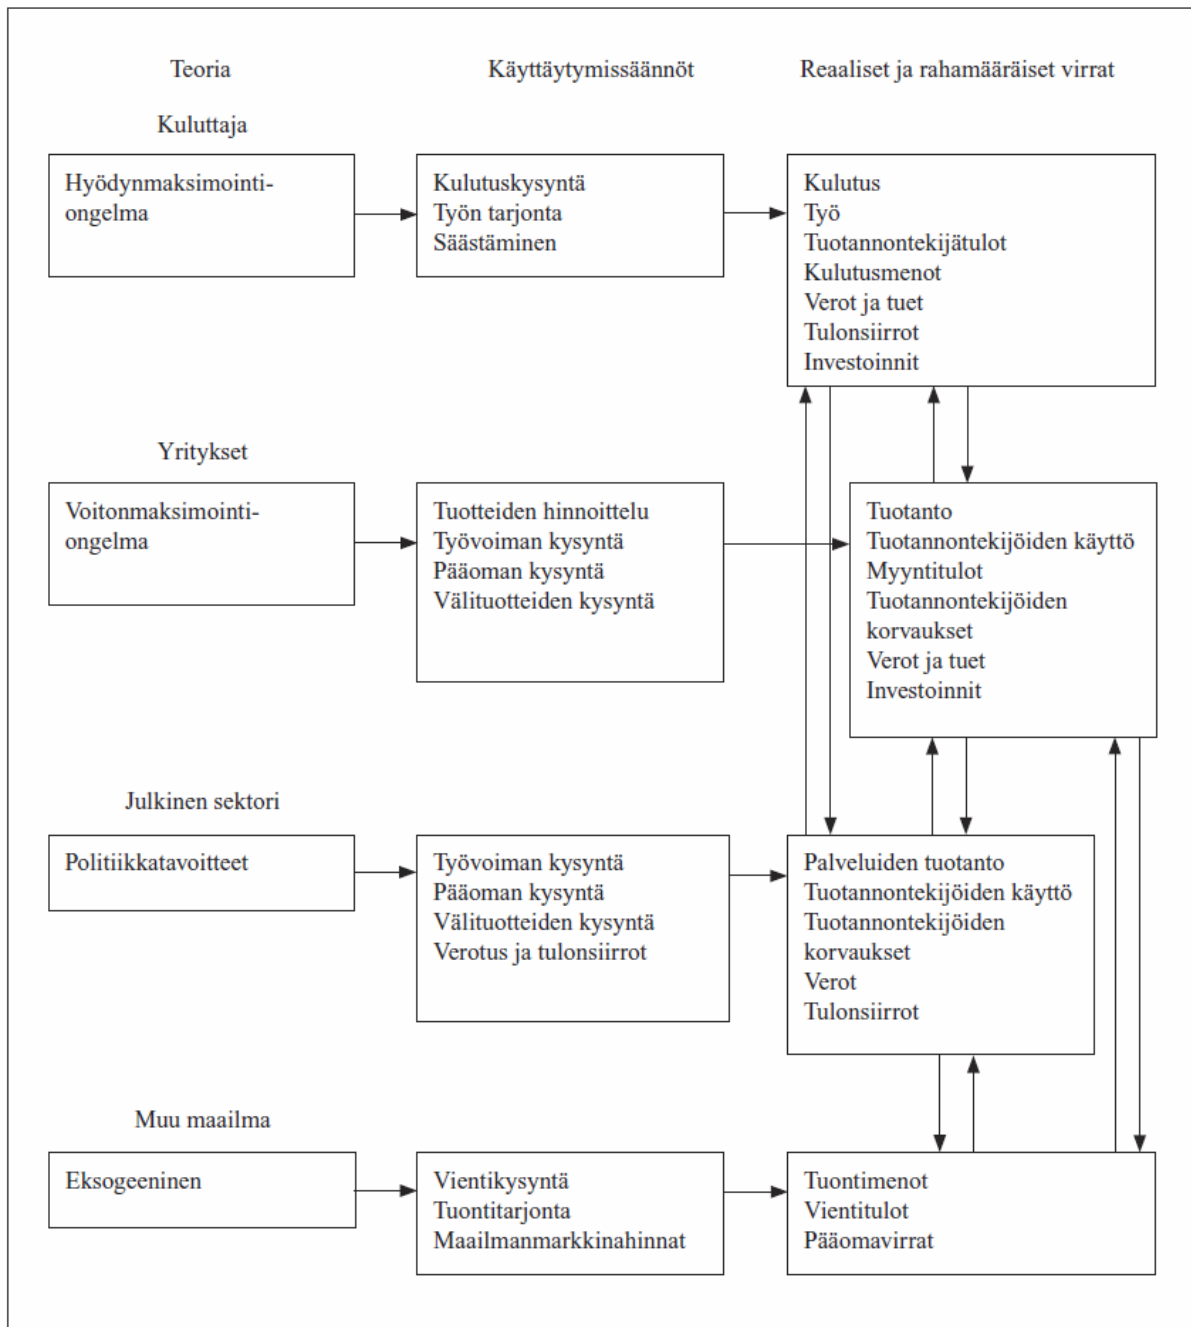 Teoria
Käyttäytymissäännöt
Reaaliset ja rahamääräiset virrat
Kuluttaja
Hyödynmaksimointi-
ongelma
Kulutuskysyntä
Työn tarjonta
Säästäminen
Kulutus
Työ
Tuotannontekijätulot
Kulutusmenot
Verot ja tuet
Tulonsiirrot
Investoinnit
Yritykset
Voitonmaksimointi-
ongelma
Tuotteiden hinnoittelu
Työvoiman kysyntä
Pääoman kysyntä
Välituotteiden kysyntä
Tuotanto
Tuotannontekijöiden käyttö
Myyntitulot
Tuotannontekijöiden
korvaukset
Verot ja tuet
Investoinnit
Julkinen sektori
Politiikkatavoitteet
Työvoiman kysyntä
Pääoman kysyntä
Välituotteiden kysyntä
Verotus ja tulonsiirrot
Palveluiden tuotanto
Tuotannontekijöiden käyttö
Tuotannontekijöiden
korvaukset
Verot
Tulonsiirrot
Muu maailma
Eksogeeninen
Vientikysyntä
Tuontitarjonta
Maailmanmarkkinahinnat
Tuontimenot
Vientitulot
Pääomavirrat